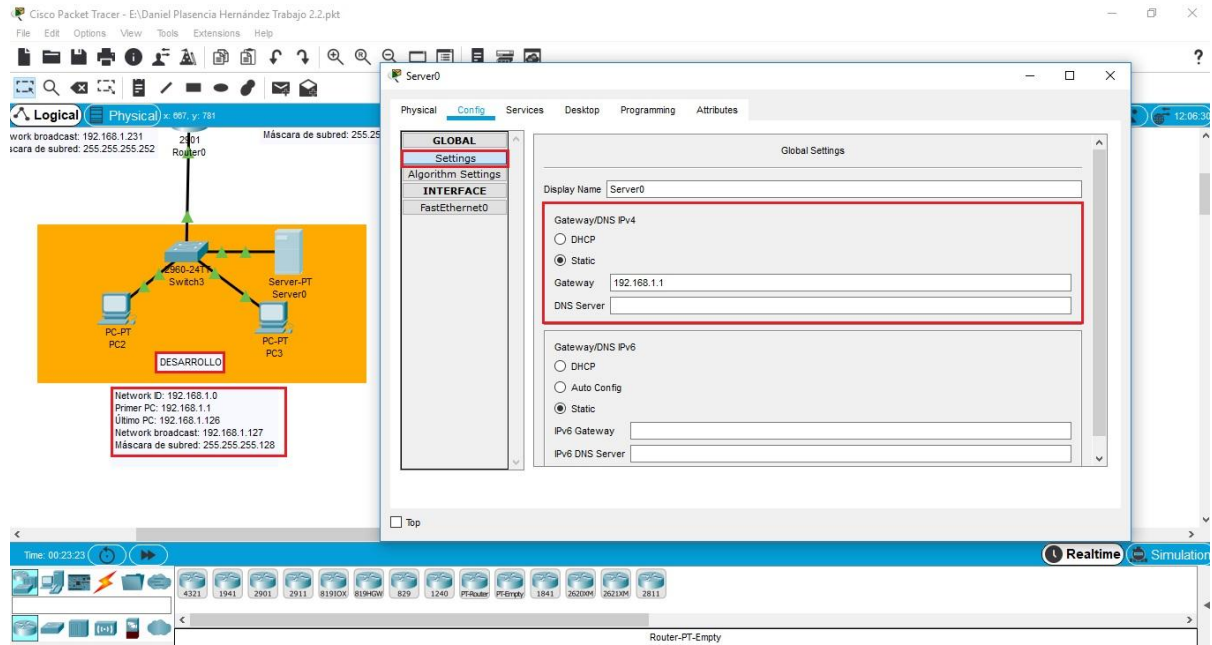 Cisco Packet Tracer - E:\Daniel Plasencia Hernández Trabajo 2.2.pkt
File Edit Options View Tools Extensions Help
Logical Physical x: 667, y: 781
12:06:30
work broadcast: 192.168.1.231
scara de subred: 255.255.255.252
2901
Router0
Máscara de subred: 255.25
2960-24TT
Switch3
Server-PT
Server0
PC-PT
PC2
PC-PT
PC3
DESARROLLO
Network ID: 192.168.1.0
Primer PC: 192.168.1.1
Último PC: 192.168.1.126
Network broadcast: 192.168.1.127
Máscara de subred: 255.255.255.128
Server0
Physical Config Services Desktop Programming Attributes
GLOBAL
Settings
Algorithm Settings
INTERFACE
FastEthernet0
Global Settings
Display Name Server0
Gateway/DNS IPv4
DHCP
Static
Gateway 192.168.1.1
DNS Server
Gateway/DNS IPv6
DHCP
Auto Config
Static
IPv6 Gateway
IPv6 DNS Server
Top
Time: 00:23:23
Realtime Simulation
4321 1941 2901 2911 819IOX 819HGW 829 1240 PT-Router PT-Empty 1841 2620XM 2621XM 2811
Router-PT-Empty